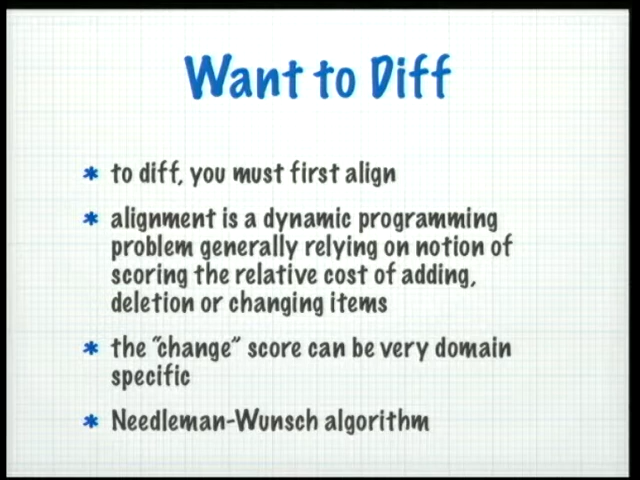 Want to Diff
* to diff, you must first align
* alignment is a dynamic programming
problem generally relying on notion of
scoring the relative cost of adding,
deletion or changing items
* the "change" score can be very domain
specific
* Needleman-Wunsch algorithm